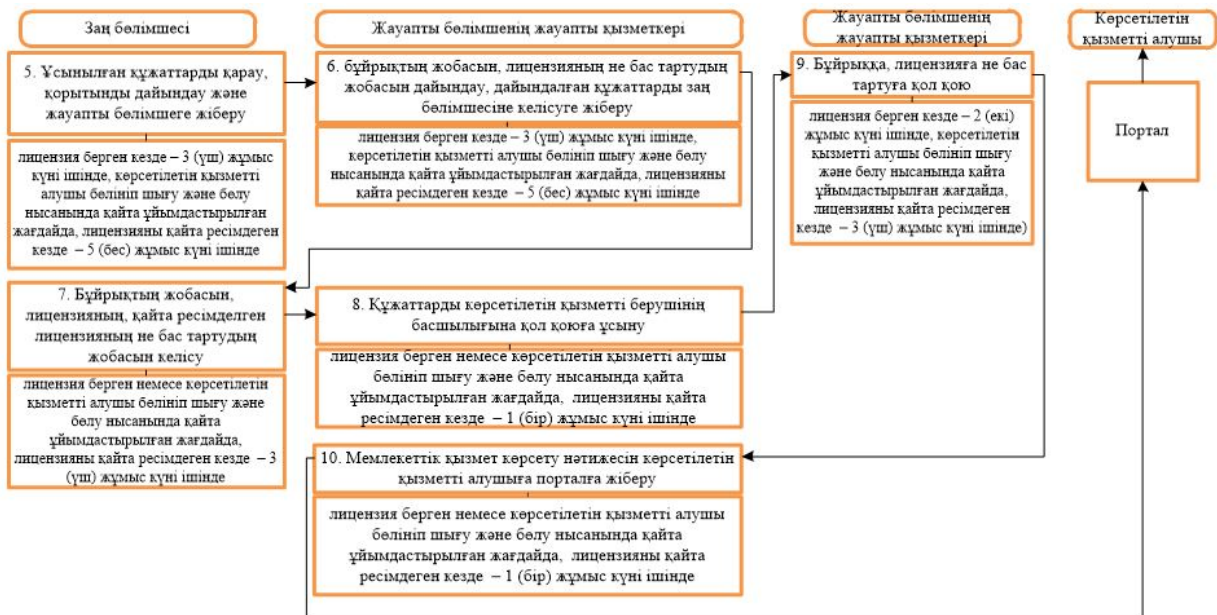 Заң бөлімшесі
Жауапты бөлімшенің жауапты қызметкері
Жауапты бөлімшенің
жауапты қызметкері
Көрсетілетін
қызметті алушы
5. Ұсынылған құжаттарды қарау,
қорытынды дайындау және
жауапты бөлімшеге жіберу
лицензия берген кезде – 3 (үш) жұмыс
күні ішінде, көрсетілетін қызметті
алушы бөлініп шығу және бөлу
нысанында қайта ұйымдастырылған
жағдайда, лицензияны қайта ресімдеген
кезде – 5 (бес) жұмыс күні ішінде
6. бұйрықтың жобасын, лицензияның не бас тартудың
жобасын дайындау, дайындалған құжаттарды заң
бөлімшесіне келісуге жіберу
лицензия берген кезде – 3 (үш) жұмыс күні ішінде,
көрсетілетін қызметті алушы бөлініп шығу және бөлу
нысанында қайта ұйымдастырылған жағдайда, лицензияны
қайта ресімдеген кезде – 5 (бес) жұмыс күні ішінде
9. Бұйрыққа, лицензияға не бас
тартуға қол қою
лицензия берген кезде – 2 (екі)
жұмыс күні ішінде, көрсетілетін
қызметті алушы бөлініп шығу
және бөлу нысанында қайта
ұйымдастырылған жағдайда,
лицензияны қайта ресімдеген
кезде – 3 (үш) жұмыс күні ішінде)
Портал
7. Бұйрықтың жобасын,
лицензияның, қайта ресімделген
лицензияның не бас тартудың
жобасын келісу
лицензия берген немесе көрсетілетін
қызметті алушы бөлініп шығу және
бөлу нысанында қайта
ұйымдастырылған жағдайда,
лицензияны қайта ресімдеген кезде – 3
(үш) жұмыс күні ішінде
8. Құжаттарды көрсетілетін қызметті берушінің
басшылығына қол қоюға ұсыну
лицензия берген немесе көрсетілетін қызметті алушы
бөлініп шығу және бөлу нысанында қайта
ұйымдастырылған жағдайда, лицензияны қайта
ресімдеген кезде – 1 (бір) жұмыс күні ішінде
10. Мемлекеттік қызмет көрсету нәтижесін көрсетілетін
қызметті алушыға порталға жіберу
лицензия берген немесе көрсетілетін қызметті алушы
бөлініп шығу және бөлу нысанында қайта
ұйымдастырылған жағдайда, лицензияны қайта
ресімдеген кезде – 1 (бір) жұмыс күні ішінде